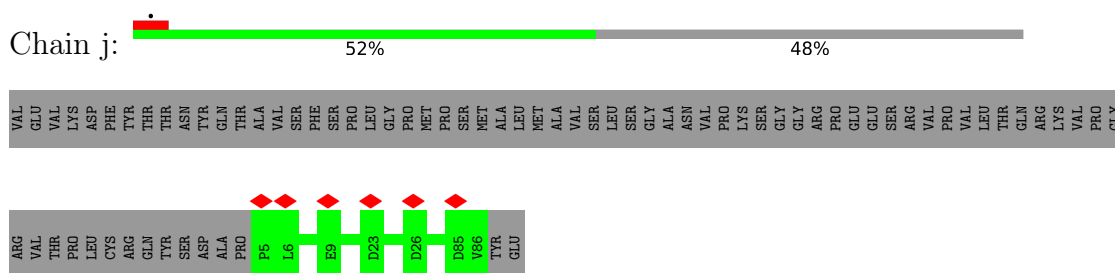 Chain j:
52% 48%
VAL GLU VAL LYS ASP PHE TYR THR THR ASN TYR GLN THR ALA VAL SER PHE SER PRO LEU GLY PRO MET PRO SER MET ALA LEU MET ALA VAL SER LEU SER GLY ALA ASN VAL PRO LYS SER GLY GLY ARG PRO GLU GLU SER ARG VAL PRO VAL LEU THR GLN ARG LYS VAL PRO GLY
ARG VAL THR PRO LEU CYS ARG GLN TYR SER ASP ALA PRO P5 L6 E9 D23 D26 D85 V86 TYR GLU